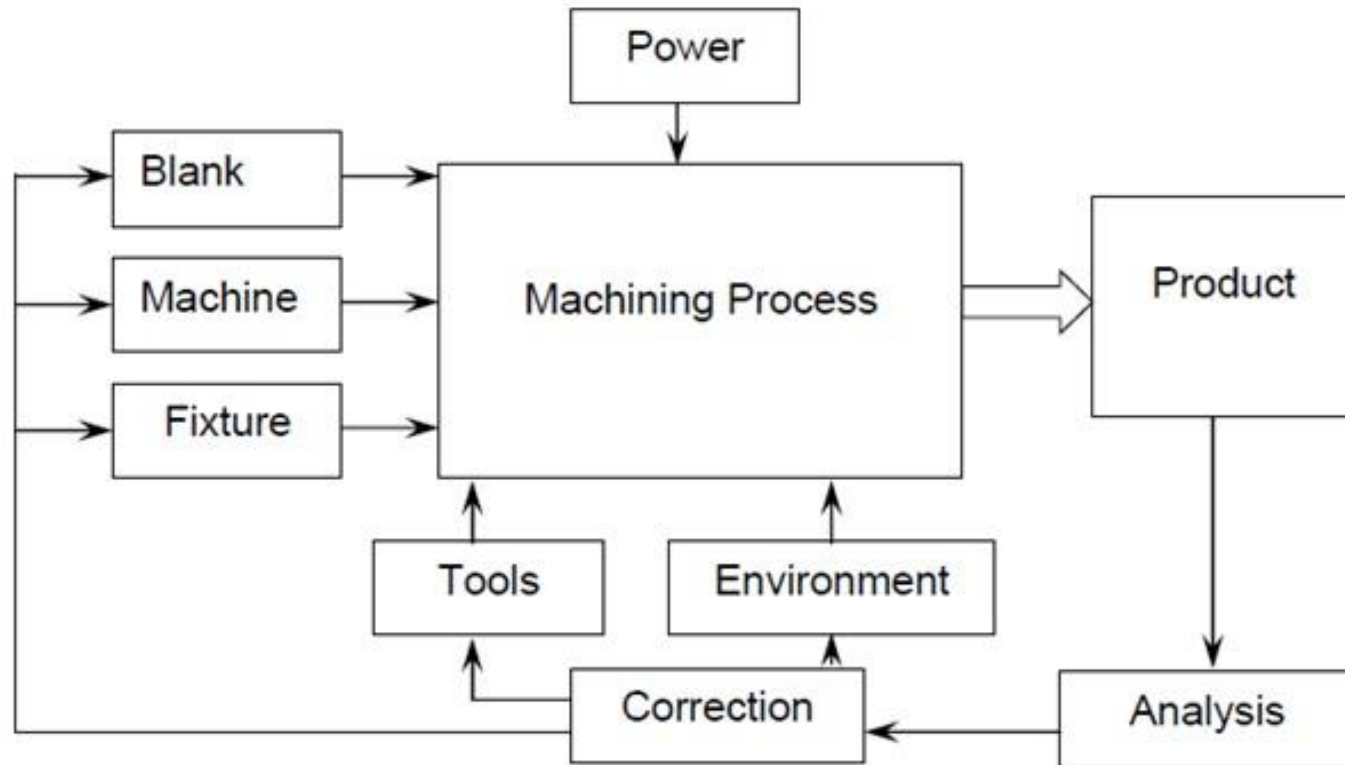 Power
Blank
Machine
Fixture
Machining Process
Product
Tools
Environment
Correction
Analysis